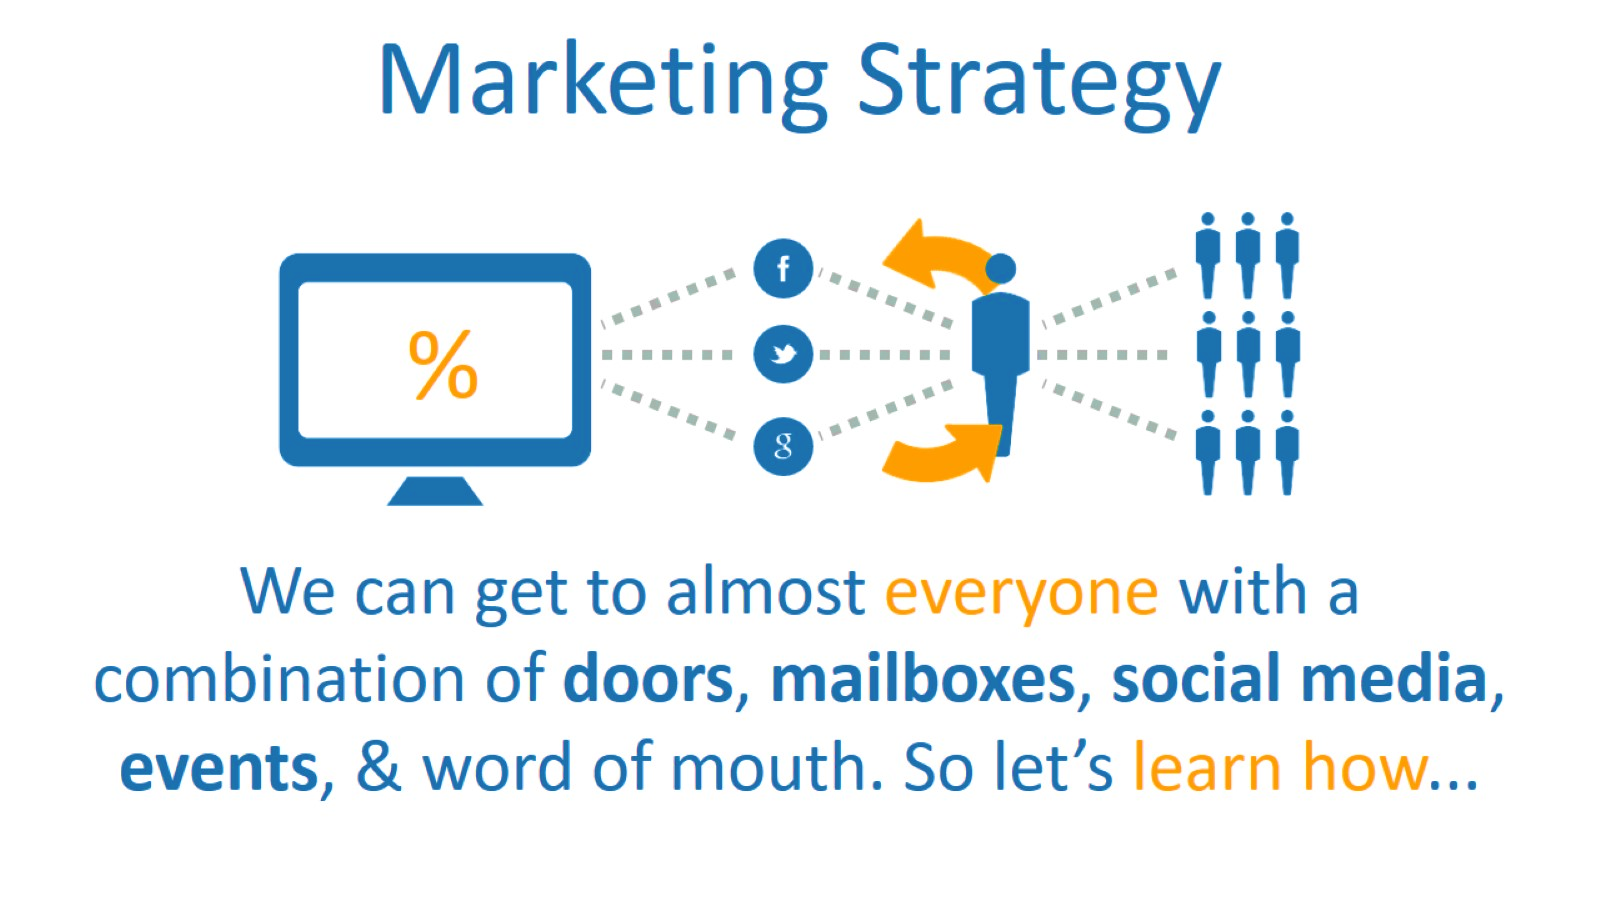 Marketing Strategy
%
f
g
We can get to almost everyone with a
combination of doors, mailboxes, social media,
events, & word of mouth. So let’s learn how...